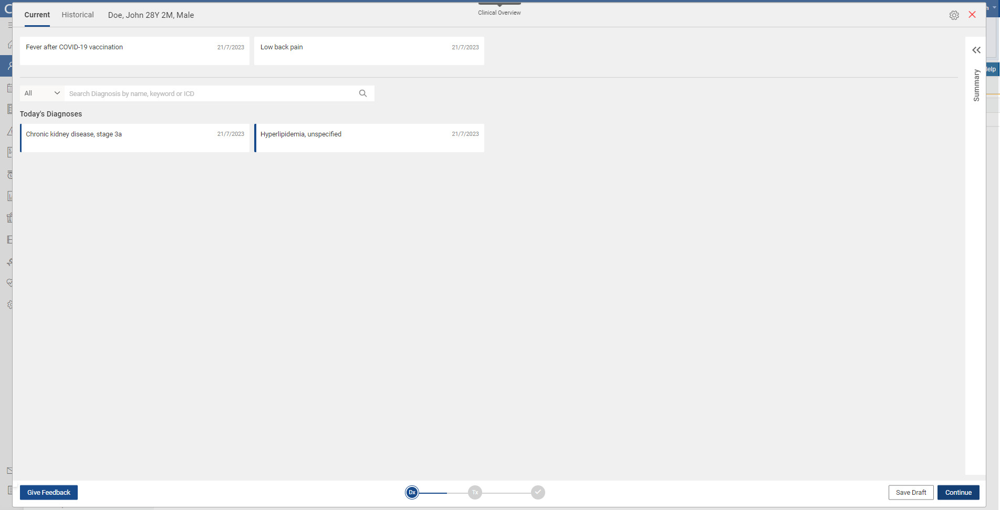 Current Historical Doe, John 28Y 2M, Male
Clinical Overview
Fever after COVID-19 vaccination 21/7/2023
Low back pain 21/7/2023
Summary
All Search Diagnosis by name, keyword or ICD
Today's Diagnoses
Chronic kidney disease, stage 3a 21/7/2023
Hyperlipidemia, unspecified 21/7/2023
Give Feedback
Dx
Tx
Save Draft
Continue